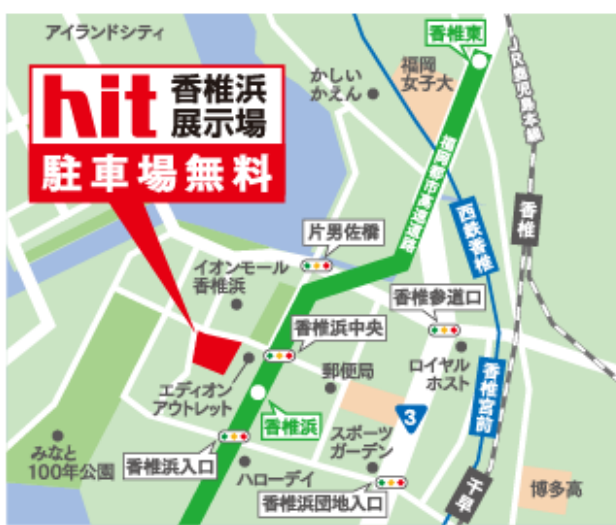 アイランドシティ
香椎東
福岡
女子大
かしい
かえん
JR鹿児島本線
hit 香椎浜
展示場
駐車場無料
福岡都市高速道路
西鉄香椎
香椎
片男佐橋
イオンモール
香椎浜
香椎参道口
香椎浜中央
ロイヤル
ホスト
郵便局
エディオン
アウトレット
香椎宮前
3
香椎浜
スポーツ
ガーデン
みなと
100年公園
香椎浜入口
ハローデイ
香椎浜団地入口
千早
博多高